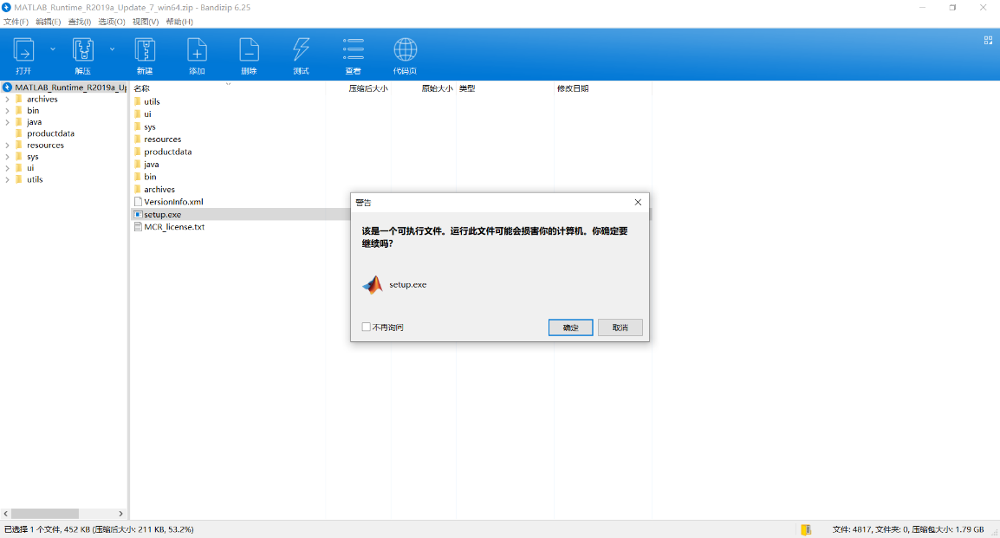 MATLAB_Runtime_R2019a_Update_7_win64.zip - Bandizip 6.25
文件(F) 编辑(E) 查找(I) 选项(O) 视图(V) 帮助(H)
打开 解压 新建 添加 删除 测试 查看 代码页
MATLAB_Runtime_R2019a_Up
archives
bin
java
productdata
resources
sys
ui
utils
名称 压缩后大小 原始大小 类型 修改日期
utils
ui
sys
resources
productdata
java
bin
archives
VersionInfo.xml
setup.exe
MCR_license.txt
警告
该是一个可执行文件。运行此文件可能会损害你的计算机。你确定要
继续吗?
setup.exe
不再询问
确定 取消
已选择 1 个文件, 452 KB (压缩后大小: 211 KB, 53.2%)
文件: 4817, 文件夹: 0, 压缩包大小: 1.79 GB